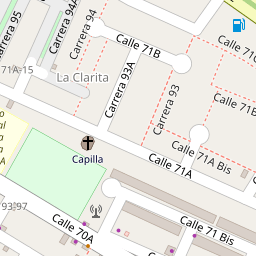 Carrera 95
Carrera 94A
Carrera 94
Calle 71B
Calle 71C
71A-15
La Clarita
Carrera 93A
Carrera 93
Calle 71B
Capilla
Calle 71A Bis
Calle 71A
93-97
Calle 70A
Calle 71 Bis
Calle